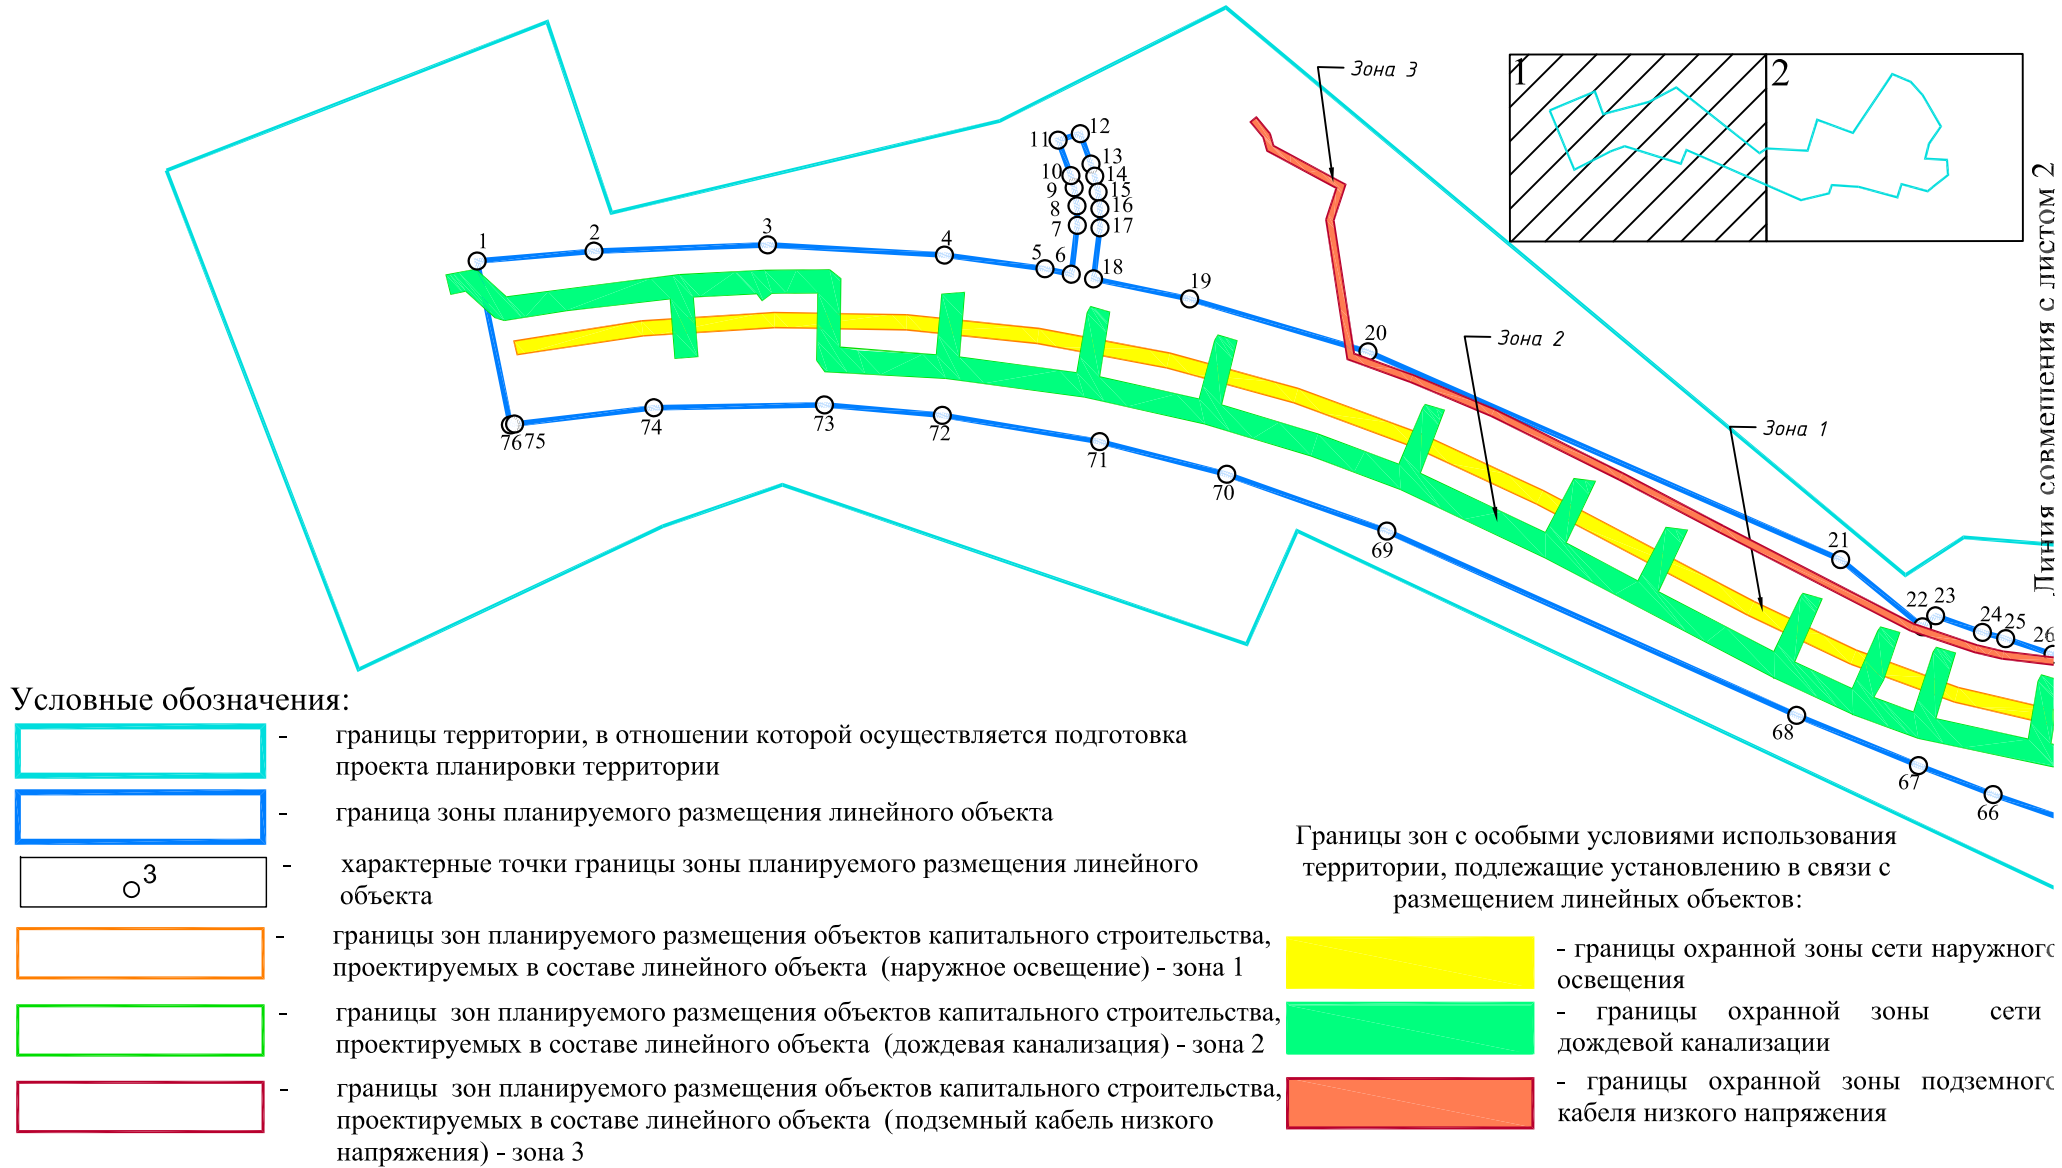 Зона 3
1
2
Линия совмещения с листом 2
12
11
13
10
14
9
15
8
16
7
17
1
2
3
4
5
6
18
19
20
Зона 2
Зона 1
21
22
23
24
25
26
76
75
74
73
72
71
70
69
68
67
66
Условные обозначения:
- границы территории, в отношении которой осуществляется подготовка
проекта планировки территории
- граница зоны планируемого размещения линейного объекта
3
- характерные точки границы зоны планируемого размещения линейного
объекта
- границы зон планируемого размещения объектов капитального строительства,
проектируемых в составе линейного объекта (наружное освещение) - зона 1
- границы зон планируемого размещения объектов капитального строительства,
проектируемых в составе линейного объекта (дождевая канализация) - зона 2
- границы зон планируемого размещения объектов капитального строительства,
проектируемых в составе линейного объекта (подземный кабель низкого
напряжения) - зона 3
Границы зон с особыми условиями использования
территории, подлежащие установлению в связи с
размещением линейных объектов:
- границы охранной зоны сети наружного
освещения
- границы охранной зоны сети
дождевой канализации
- границы охранной зоны подземного
кабеля низкого напряжения